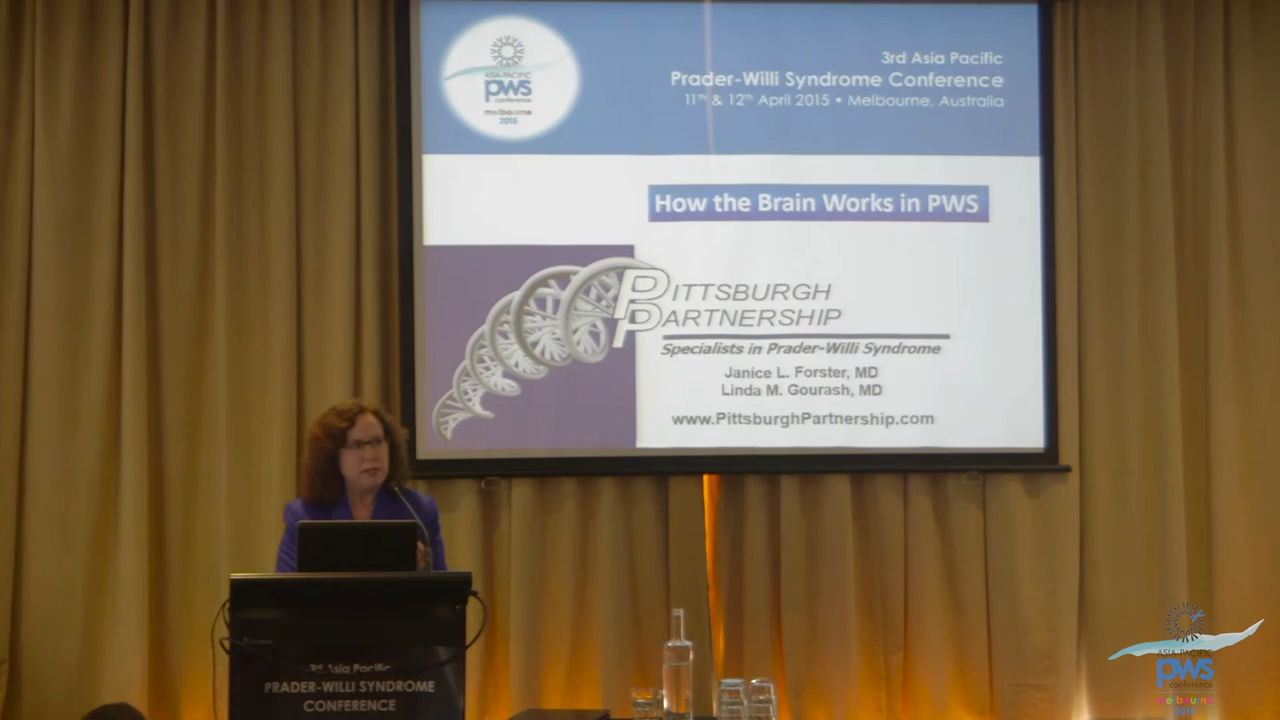 3rd Asia Pacific
Prader-Willi Syndrome Conference
11th & 12th April 2015 • Melbourne, Australia
ASIA-PACIFIC
pws
conference
melbourne
2015
How the Brain Works in PWS
PITTSBURGH
PARTNERSHIP
Specialists in Prader-Willi Syndrome
Janice L. Forster, MD
Linda M. Gourash, MD
www.PittsburghPartnership.com
3rd Asia Pacific
PRADER-WILLI SYNDROME
CONFERENCE
ASIA-PACIFIC
pws
conference
melbourne
2015